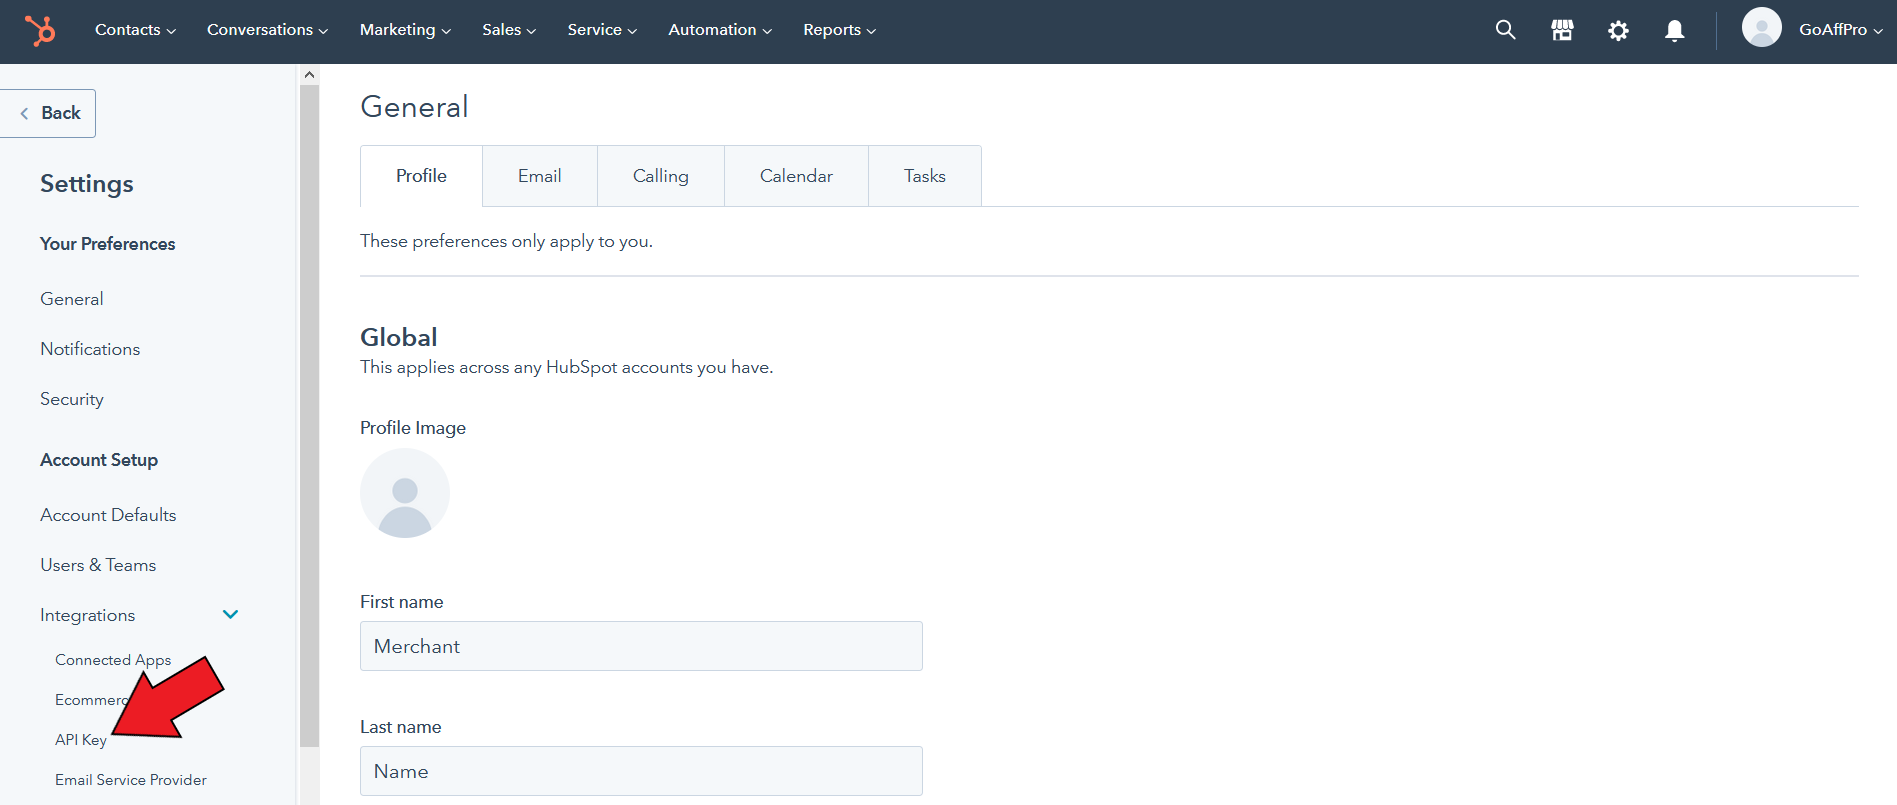 Contacts
Conversations
Marketing
Sales
Service
Automation
Reports
GoAffPro
Back
Settings
Your Preferences
General
Notifications
Security
Account Setup
Account Defaults
Users & Teams
Integrations
Connected Apps
API Key
Email Service Provider
General
Profile
Email
Calling
Calendar
Tasks
These preferences only apply to you.
Global
This applies across any HubSpot accounts you have.
Profile Image
First name
Merchant
Last name
Name